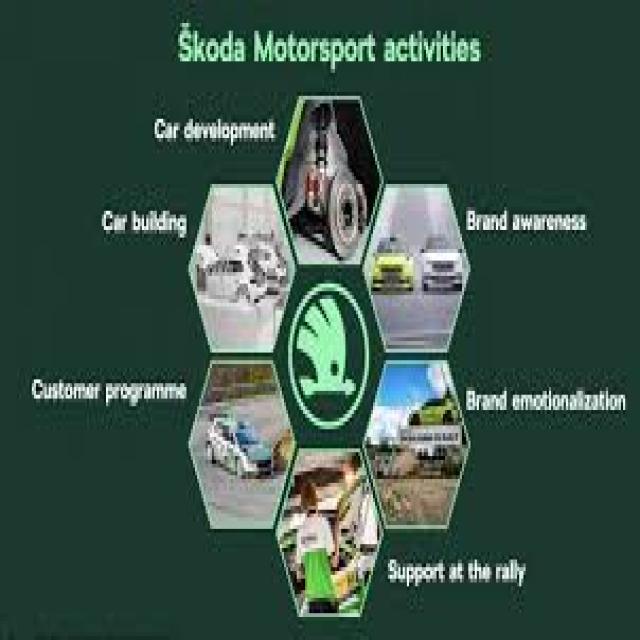 Škoda Motorsport activities
Car development
Car building
Brand awareness
Customer programme
Brand emotionalization
Support at the rally